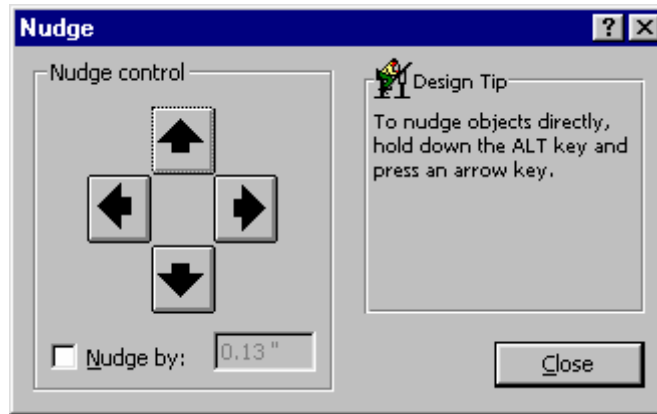 Nudge
Nudge control
Design Tip
To nudge objects directly,
hold down the ALT key and
press an arrow key.
Nudge by: 0.13 "
Close